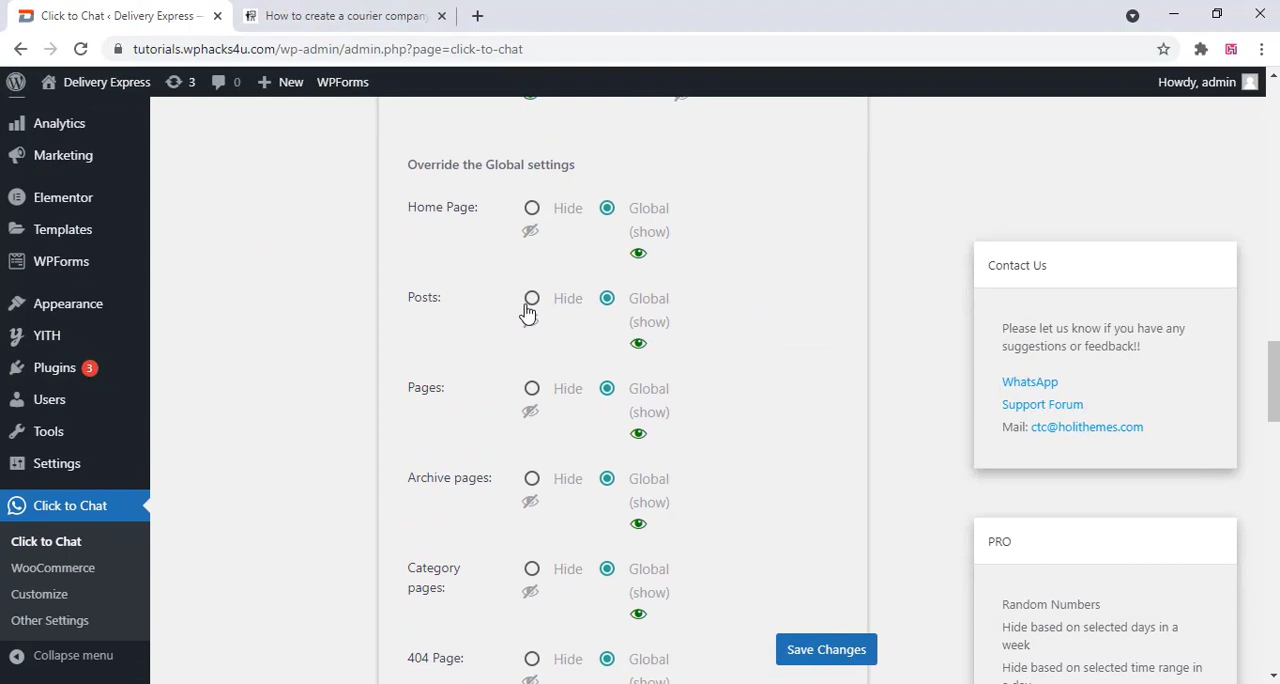 Click to Chat ‹ Delivery Express —
How to create a courier company
tutorials.wphacks4u.com/wp-admin/admin.php?page=click-to-chat
Delivery Express
3
0
New
WPForms
Howdy, admin
Analytics
Marketing
Elementor
Templates
WPForms
Appearance
YITH
Plugins 3
Users
Tools
Settings
Click to Chat
Click to Chat
WooCommerce
Customize
Other Settings
Collapse menu
Override the Global settings
Home Page: Hide Global
(show)
Posts: Hide Global
(show)
Pages: Hide Global
(show)
Archive pages: Hide Global
(show)
Category Hide Global
pages: (show)
404 Page: Hide Global
(show)
Save Changes
Contact Us
Please let us know if you have any
suggestions or feedback!!
WhatsApp
Support Forum
Mail: ctc@holithemes.com
PRO
Random Numbers
Hide based on selected days in a
week
Hide based on selected time range in
a day